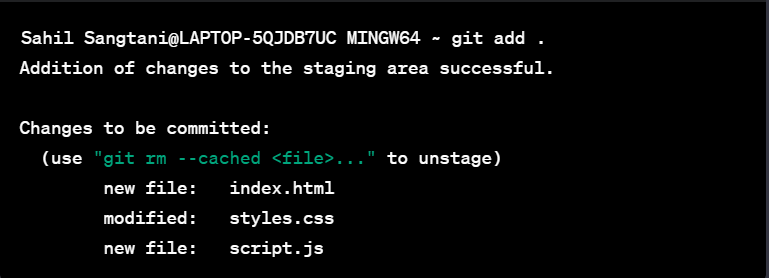 Sahil Sangtani@LAPTOP-5QJDB7UC MINGW64 ~ git add .
Addition of changes to the staging area successful.
Changes to be committed:
(use "git rm --cached <file>..." to unstage)
new file: index.html
modified: styles.css
new file: script.js